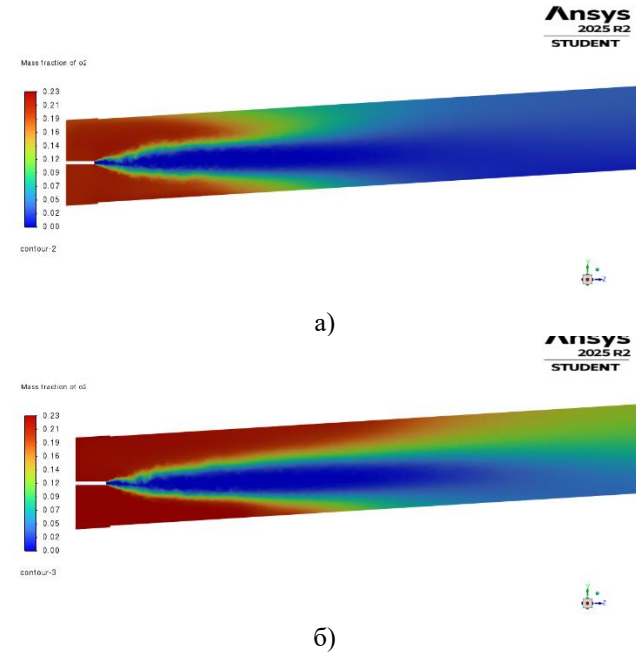 Ansys
2025 R2
STUDENT
Mass fraction of o2
0.23
0.21
0.19
0.16
0.14
0.12
0.09
0.07
0.05
0.02
0.00
contour-2
Y
Z
а)
Ansys
2025 R2
STUDENT
Mass fraction of o2
0.23
0.21
0.19
0.16
0.14
0.12
0.09
0.07
0.05
0.02
0.00
contour-3
Y
Z
б)